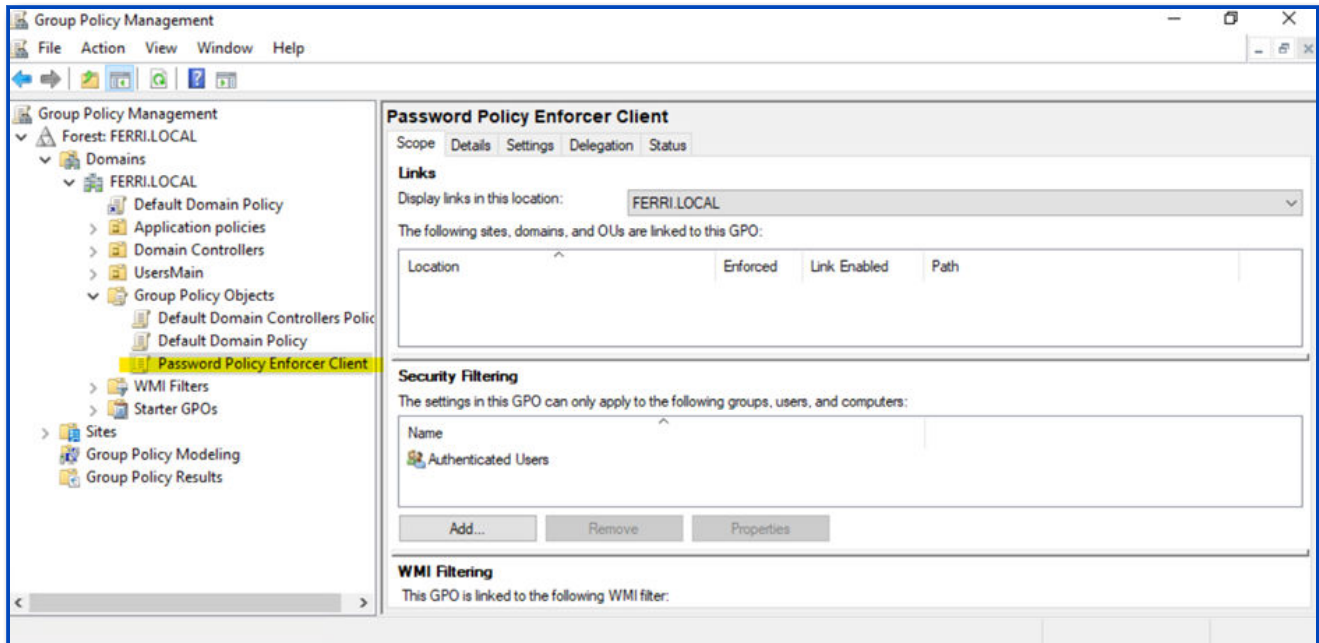 Group Policy Management
File Action View Window Help
Group Policy Management
Forest: FERRI.LOCAL
Domains
FERRI.LOCAL
Default Domain Policy
Application policies
Domain Controllers
UsersMain
Group Policy Objects
Default Domain Controllers Polic
Default Domain Policy
Password Policy Enforcer Client
WMI Filters
Starter GPOs
Sites
Group Policy Modeling
Group Policy Results
Password Policy Enforcer Client
Scope Details Settings Delegation Status
Links
Display links in this location: FERRI.LOCAL
The following sites, domains, and OUs are linked to this GPO:
Location Enforced Link Enabled Path
Security Filtering
The settings in this GPO can only apply to the following groups, users, and computers:
Name
Authenticated Users
Add... Remove Properties
WMI Filtering
This GPO is linked to the following WMI filter: